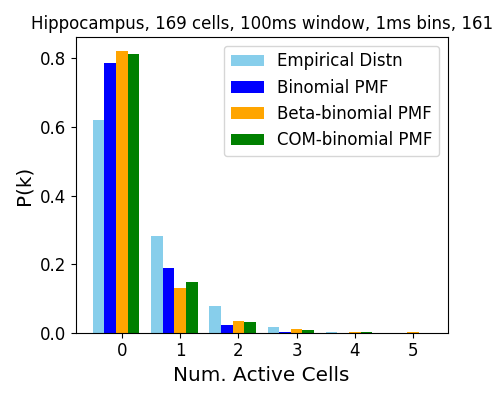 Hippocampus, 169 cells, 100ms window, 1ms bins, 161
Empirical Distn
Binomial PMF
Beta-binomial PMF
COM-binomial PMF
P(k)
0.8
0.6
0.4
0.2
0.0
0 1 2 3 4 5
Num. Active Cells